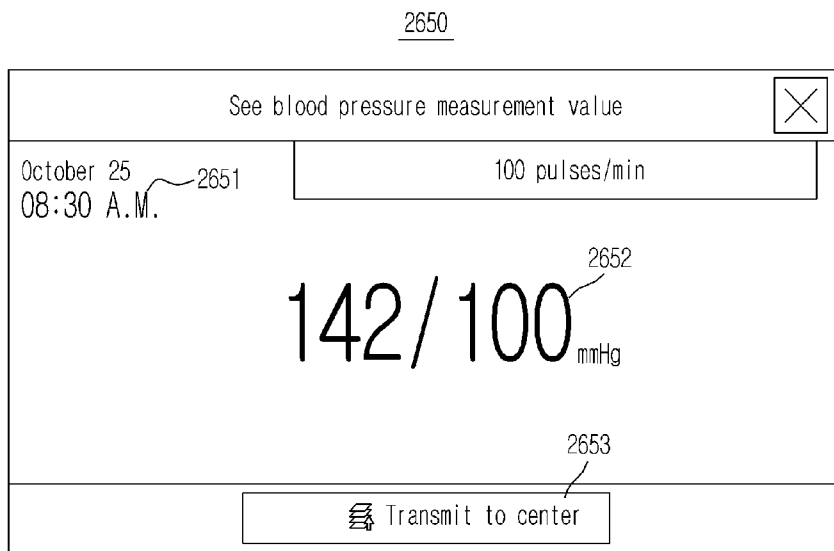 2650
See blood pressure measurement value
October 25
100 pulses/min
08:30 A.M.
2651
2652
142/100 mmHg
2653
Transmit to center